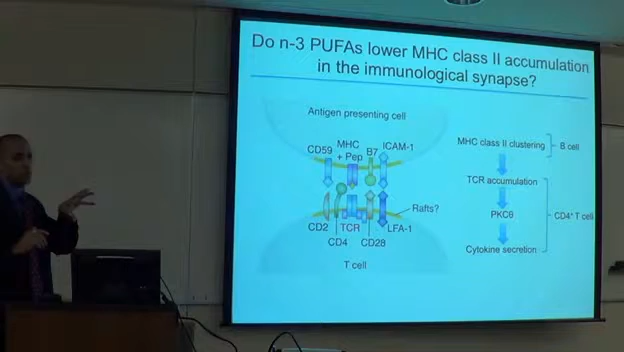 Do n-3 PUFAs lower MHC class II accumulation
in the immunological synapse?
Antigen presenting cell
CD59
MHC
+ Pep
B7
ICAM-1
Rafts?
CD2
CD4
TCR
CD28
LFA-1
T cell
MHC class II clustering
B cell
TCR accumulation
PKCθ
CD4⁺ T cell
Cytokine secretion